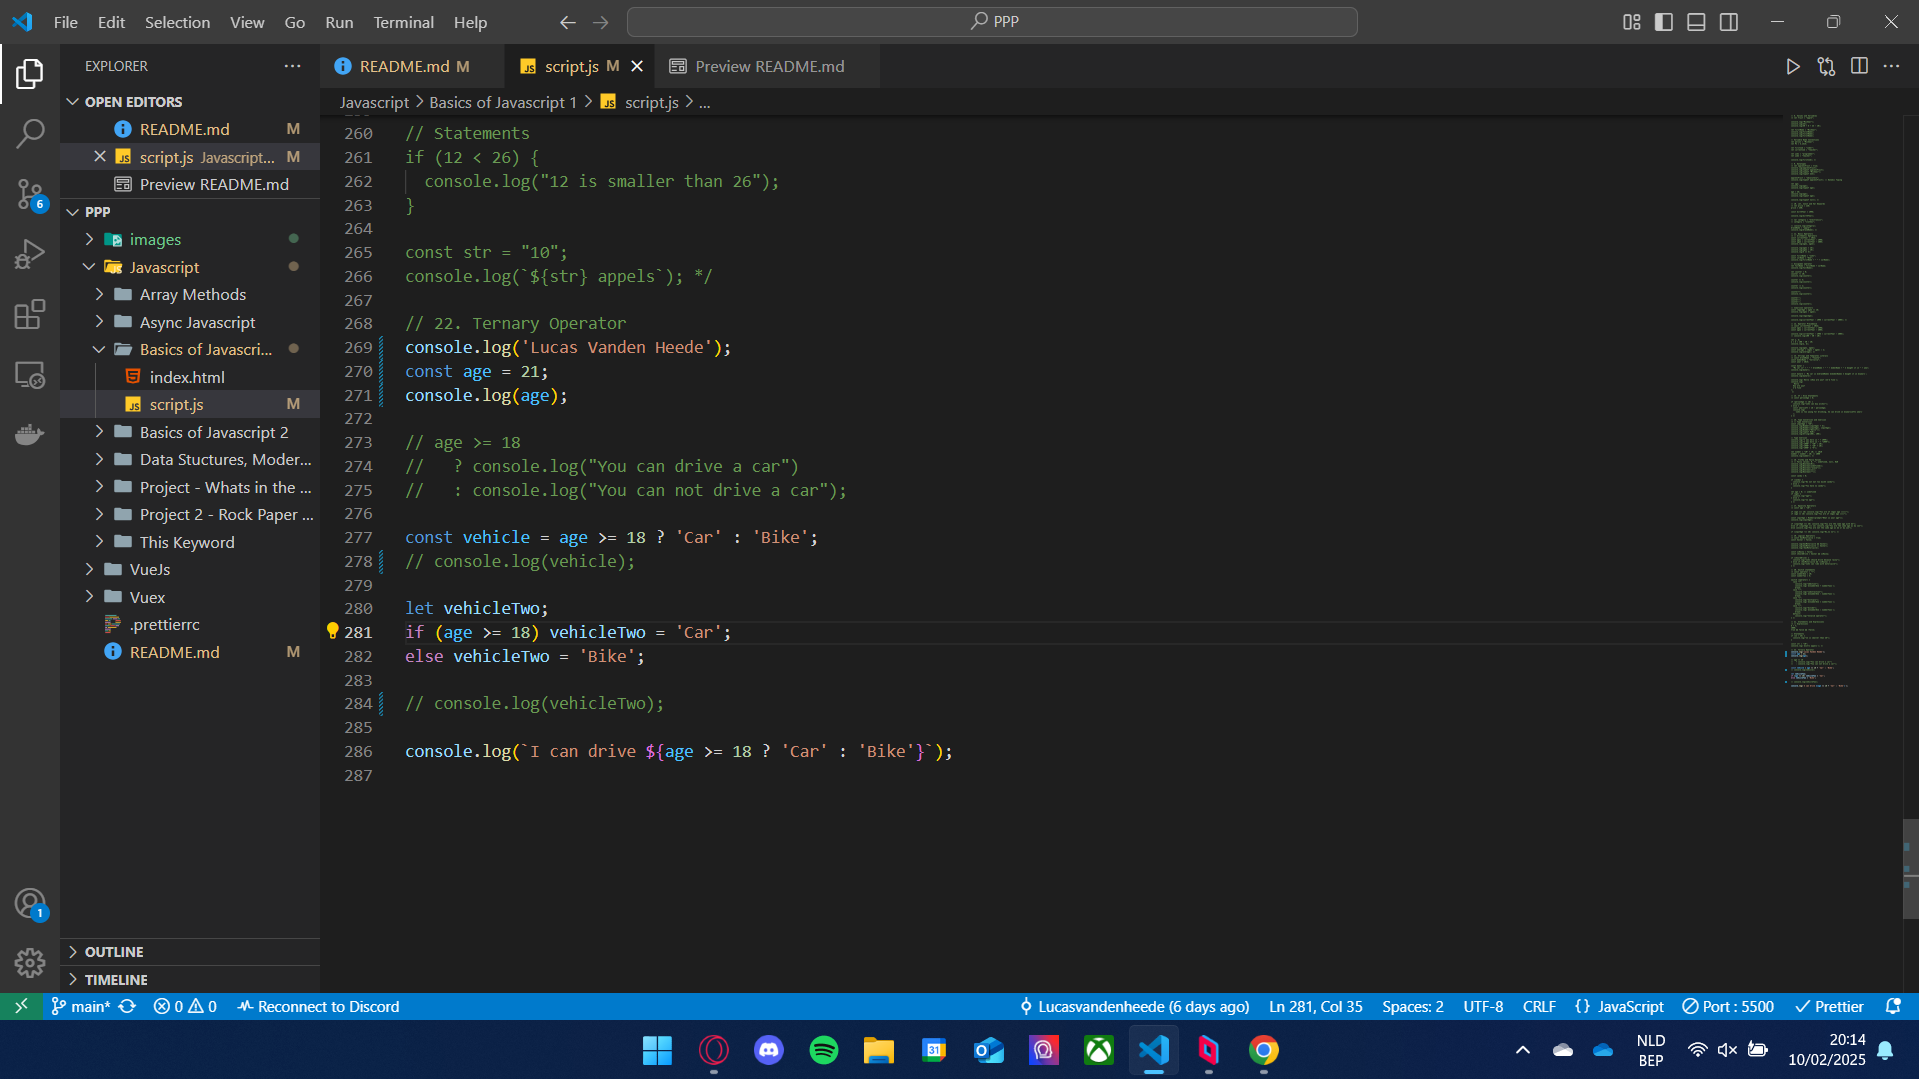 File Edit Selection View Go Run Terminal Help
PPP
EXPLORER
OPEN EDITORS
README.md M
script.js Javascript... M
Preview README.md
PPP
images
Javascript
Array Methods
Async Javascript
Basics of Javascri...
index.html
script.js M
Basics of Javascript 2
Data Stuctures, Moder...
Project - Whats in the ...
Project 2 - Rock Paper ...
This Keyword
VueJs
Vuex
.prettierrc
README.md M
OUTLINE
TIMELINE
6
1
README.md M
script.js M
Preview README.md
Javascript > Basics of Javascript 1 > script.js > ...
260 // Statements
261 if (12 < 26) {
262 console.log("12 is smaller than 26");
263 }
264
265 const str = "10";
266 console.log(`${str} appels`); */
267
268 // 22. Ternary Operator
269 console.log('Lucas Vanden Heede');
270 const age = 21;
271 console.log(age);
272
273 // age >= 18
274 // ? console.log("You can drive a car")
275 // : console.log("You can not drive a car");
276
277 const vehicle = age >= 18 ? 'Car' : 'Bike';
278 // console.log(vehicle);
279
280 let vehicleTwo;
281 if (age >= 18) vehicleTwo = 'Car';
282 else vehicleTwo = 'Bike';
283
284 // console.log(vehicleTwo);
285
286 console.log(`I can drive ${age >= 18 ? 'Car' : 'Bike'}`);
287
main* 0 0 Reconnect to Discord Lucasvandenheede (6 days ago) Ln 281, Col 35 Spaces: 2 UTF-8 CRLF {} JavaScript Port : 5500 Prettier
31
NLD
BEP
20:14
10/02/2025